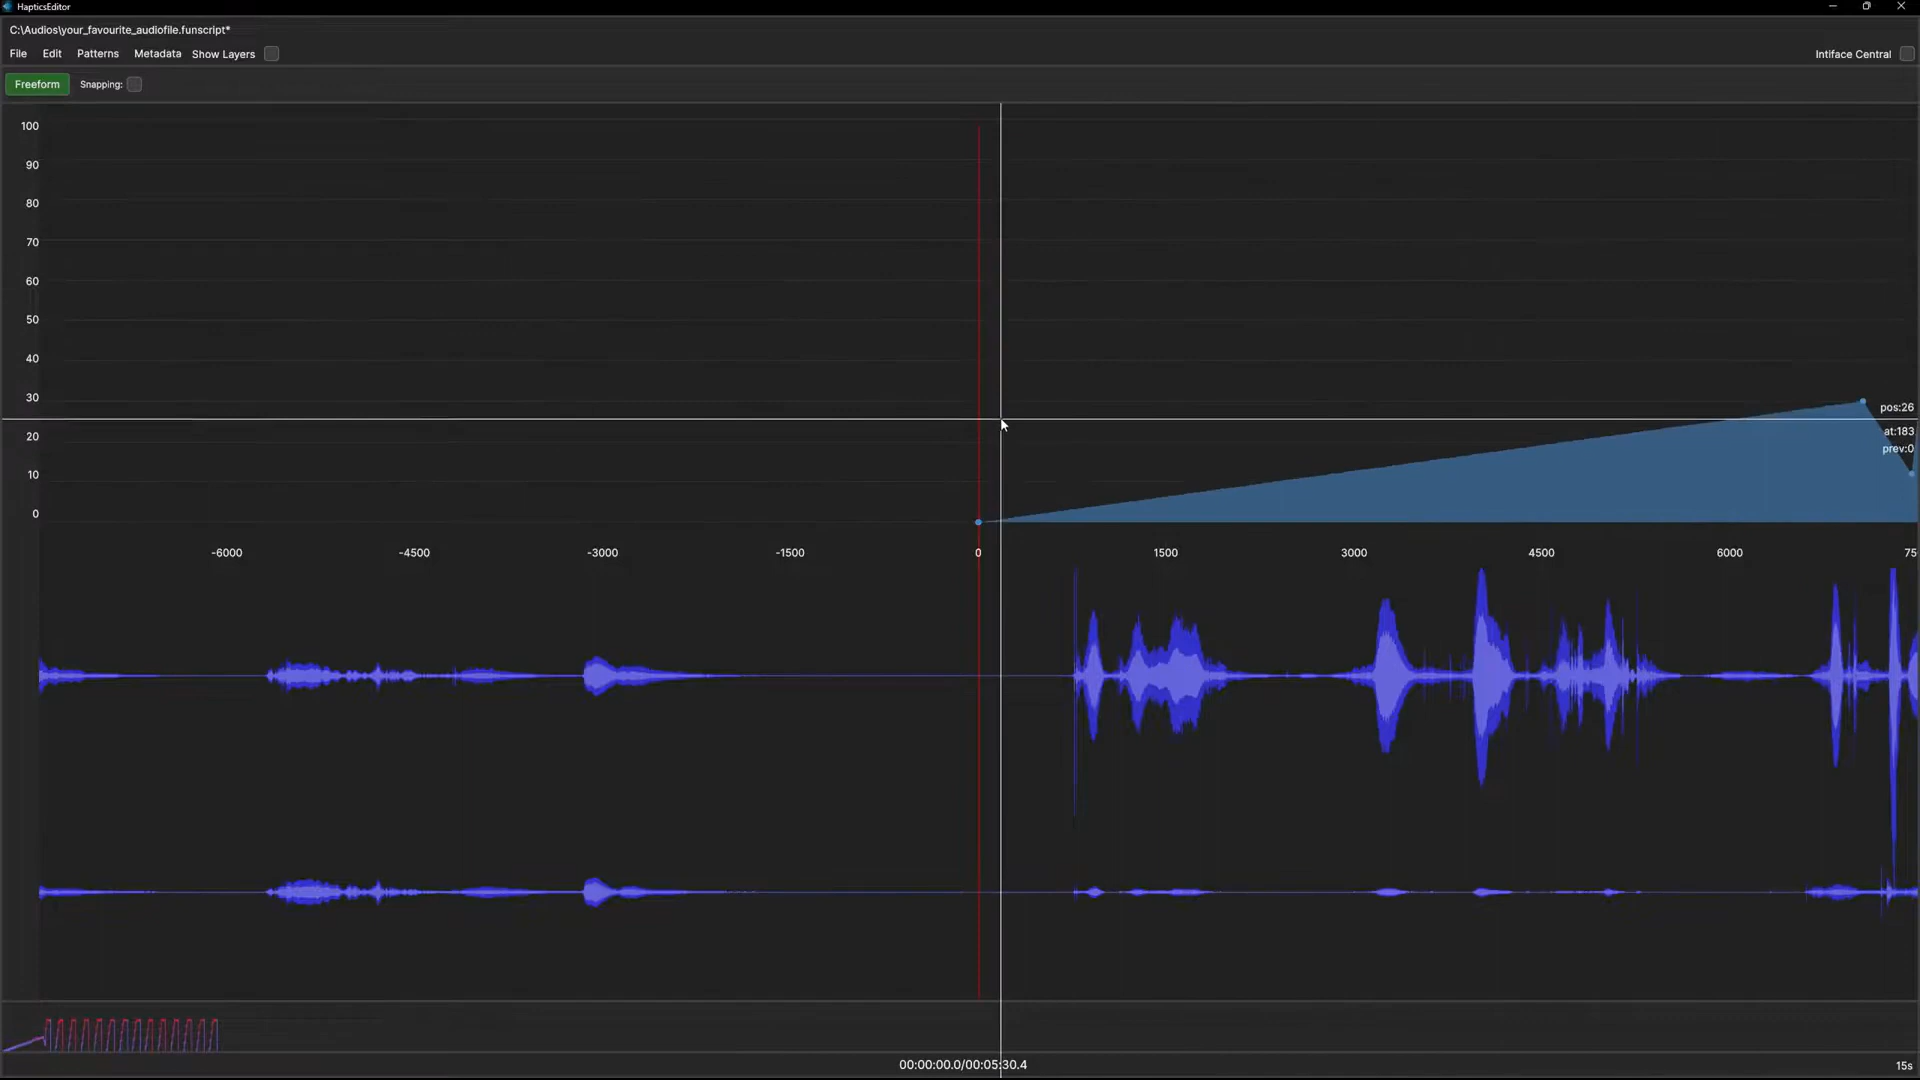 HapticsEditor
C:\Audios\your_favourite_audiofile.funscript*
File Edit Patterns Metadata Show Layers Intiface Central
Freeform Snapping:
100
90
80
70
60
50
40
30
pos:26
20
at:183
prev:0
10
0
-6000 -4500 -3000 -1500 0 1500 3000 4500 6000 75
00:00:00.0/00:05:30.4 15s